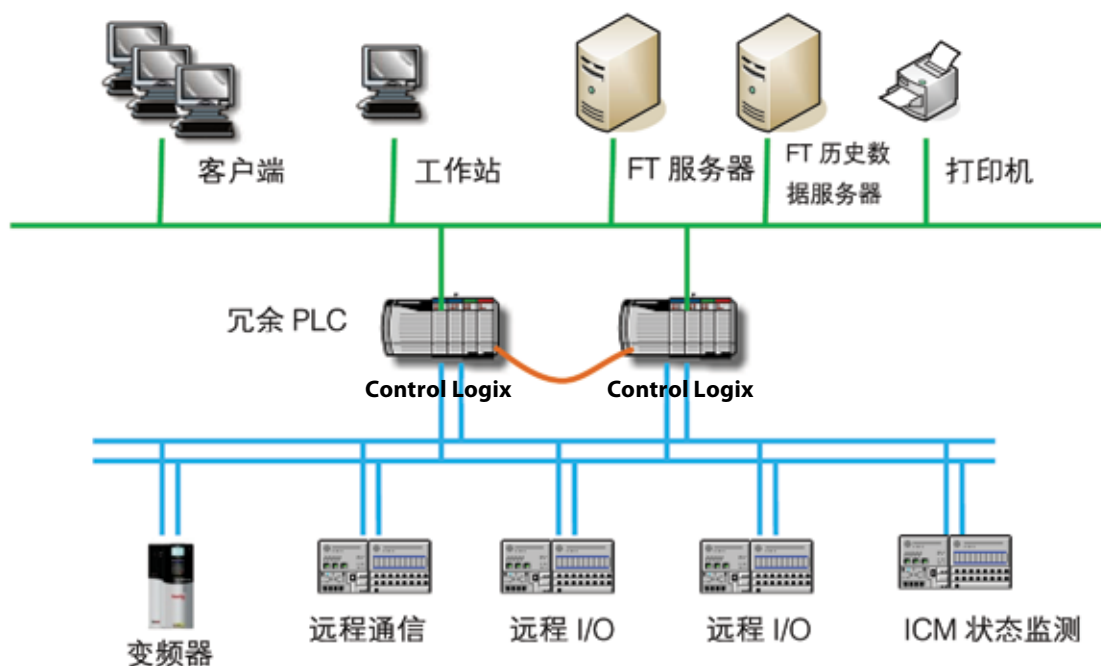 客户端
工作站
FT 服务器
FT 历史数
据服务器
打印机
冗余 PLC
Control Logix
Control Logix
变频器
远程通信
远程 I/O
远程 I/O
ICM 状态监测